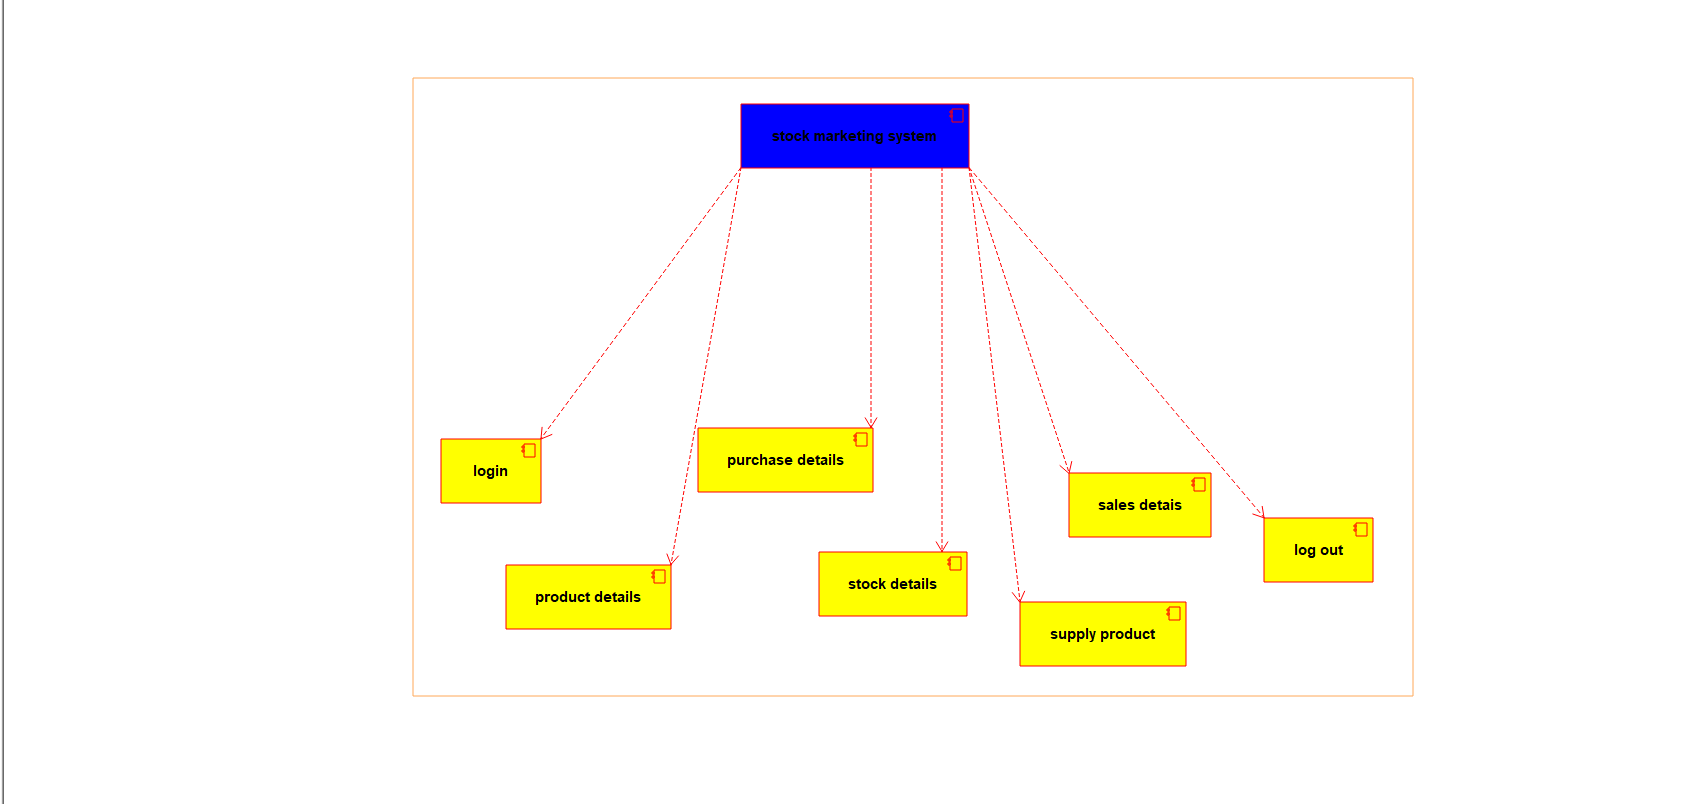 stock marketing system
login
purchase details
sales detais
log out
product details
stock details
supply product